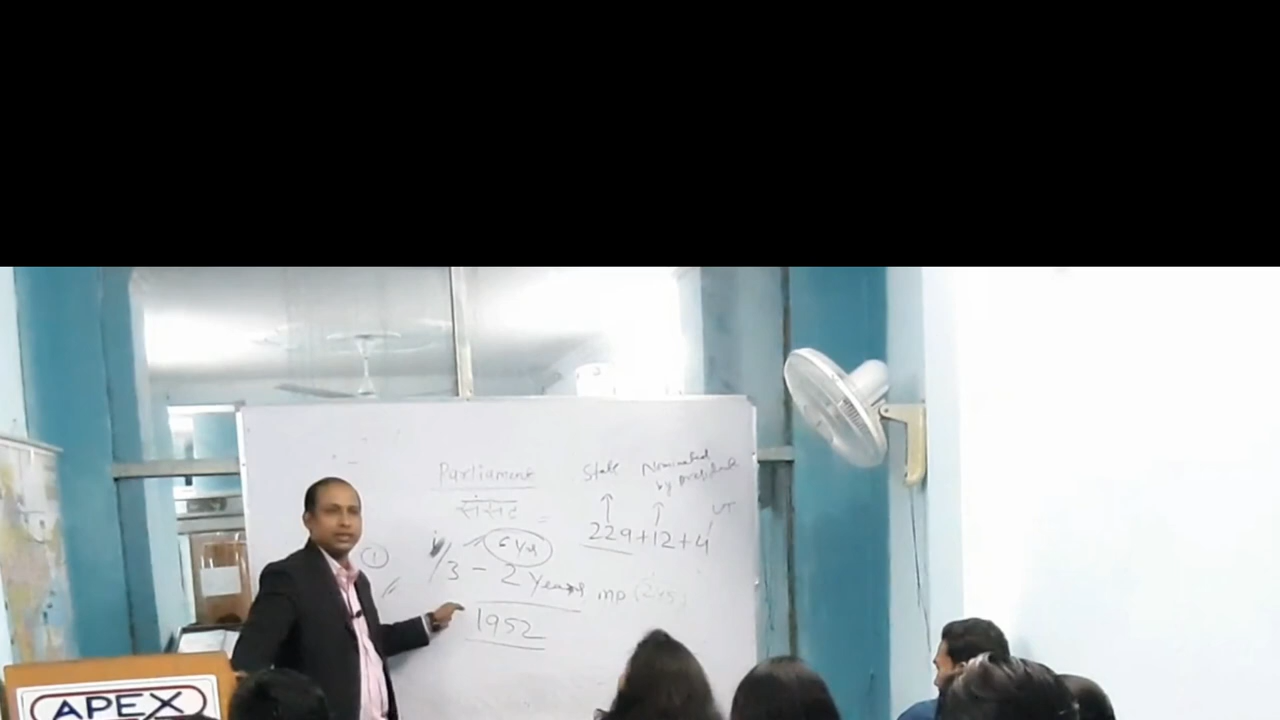 Parliament
संसद
State
Nominated
by President
UT
229+12+4
① 6 Yrs
1/3 - 2 Years
MP (245)
1952
APEX